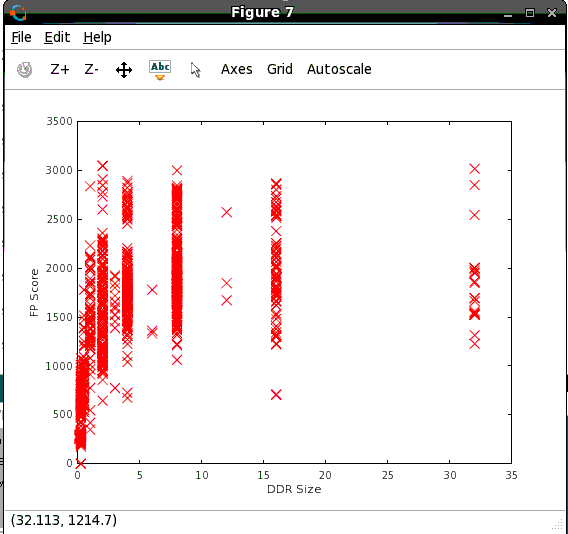 Figure 7
File Edit Help
Z+ Z- Abc Axes Grid Autoscale
3500
3000
2500
2000
1500
1000
500
0
FP Score
0 5 10 15 20 25 30 35
DDR Size
(32.113, 1214.7)